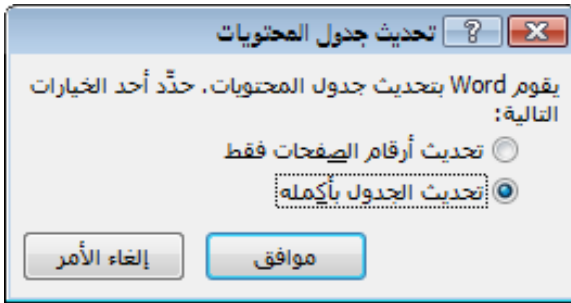 تحديث جدول المحتويات
يقوم Word بتحديث جدول المحتويات. حدِّد أحد الخيارات
التالية:
تحديث أرقام الصفحات فقط
تحديث الجدول بأكمله
موافق
إلغاء الأمر